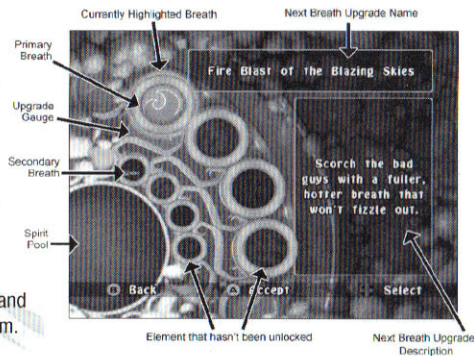 Currently Highlighted Breath
Next Breath Upgrade Name
Primary
Breath
Upgrade
Gauge
Secondary
Breath
Spirit
Pool
Fire Blast of the Blazing Skies
Scorch the bad
guys with a fuller,
hotter breath that
won't fizzle out.
B Back
A Accept
Select
and
m.
Element that hasn't been unlocked
Next Breath Upgrade
Description